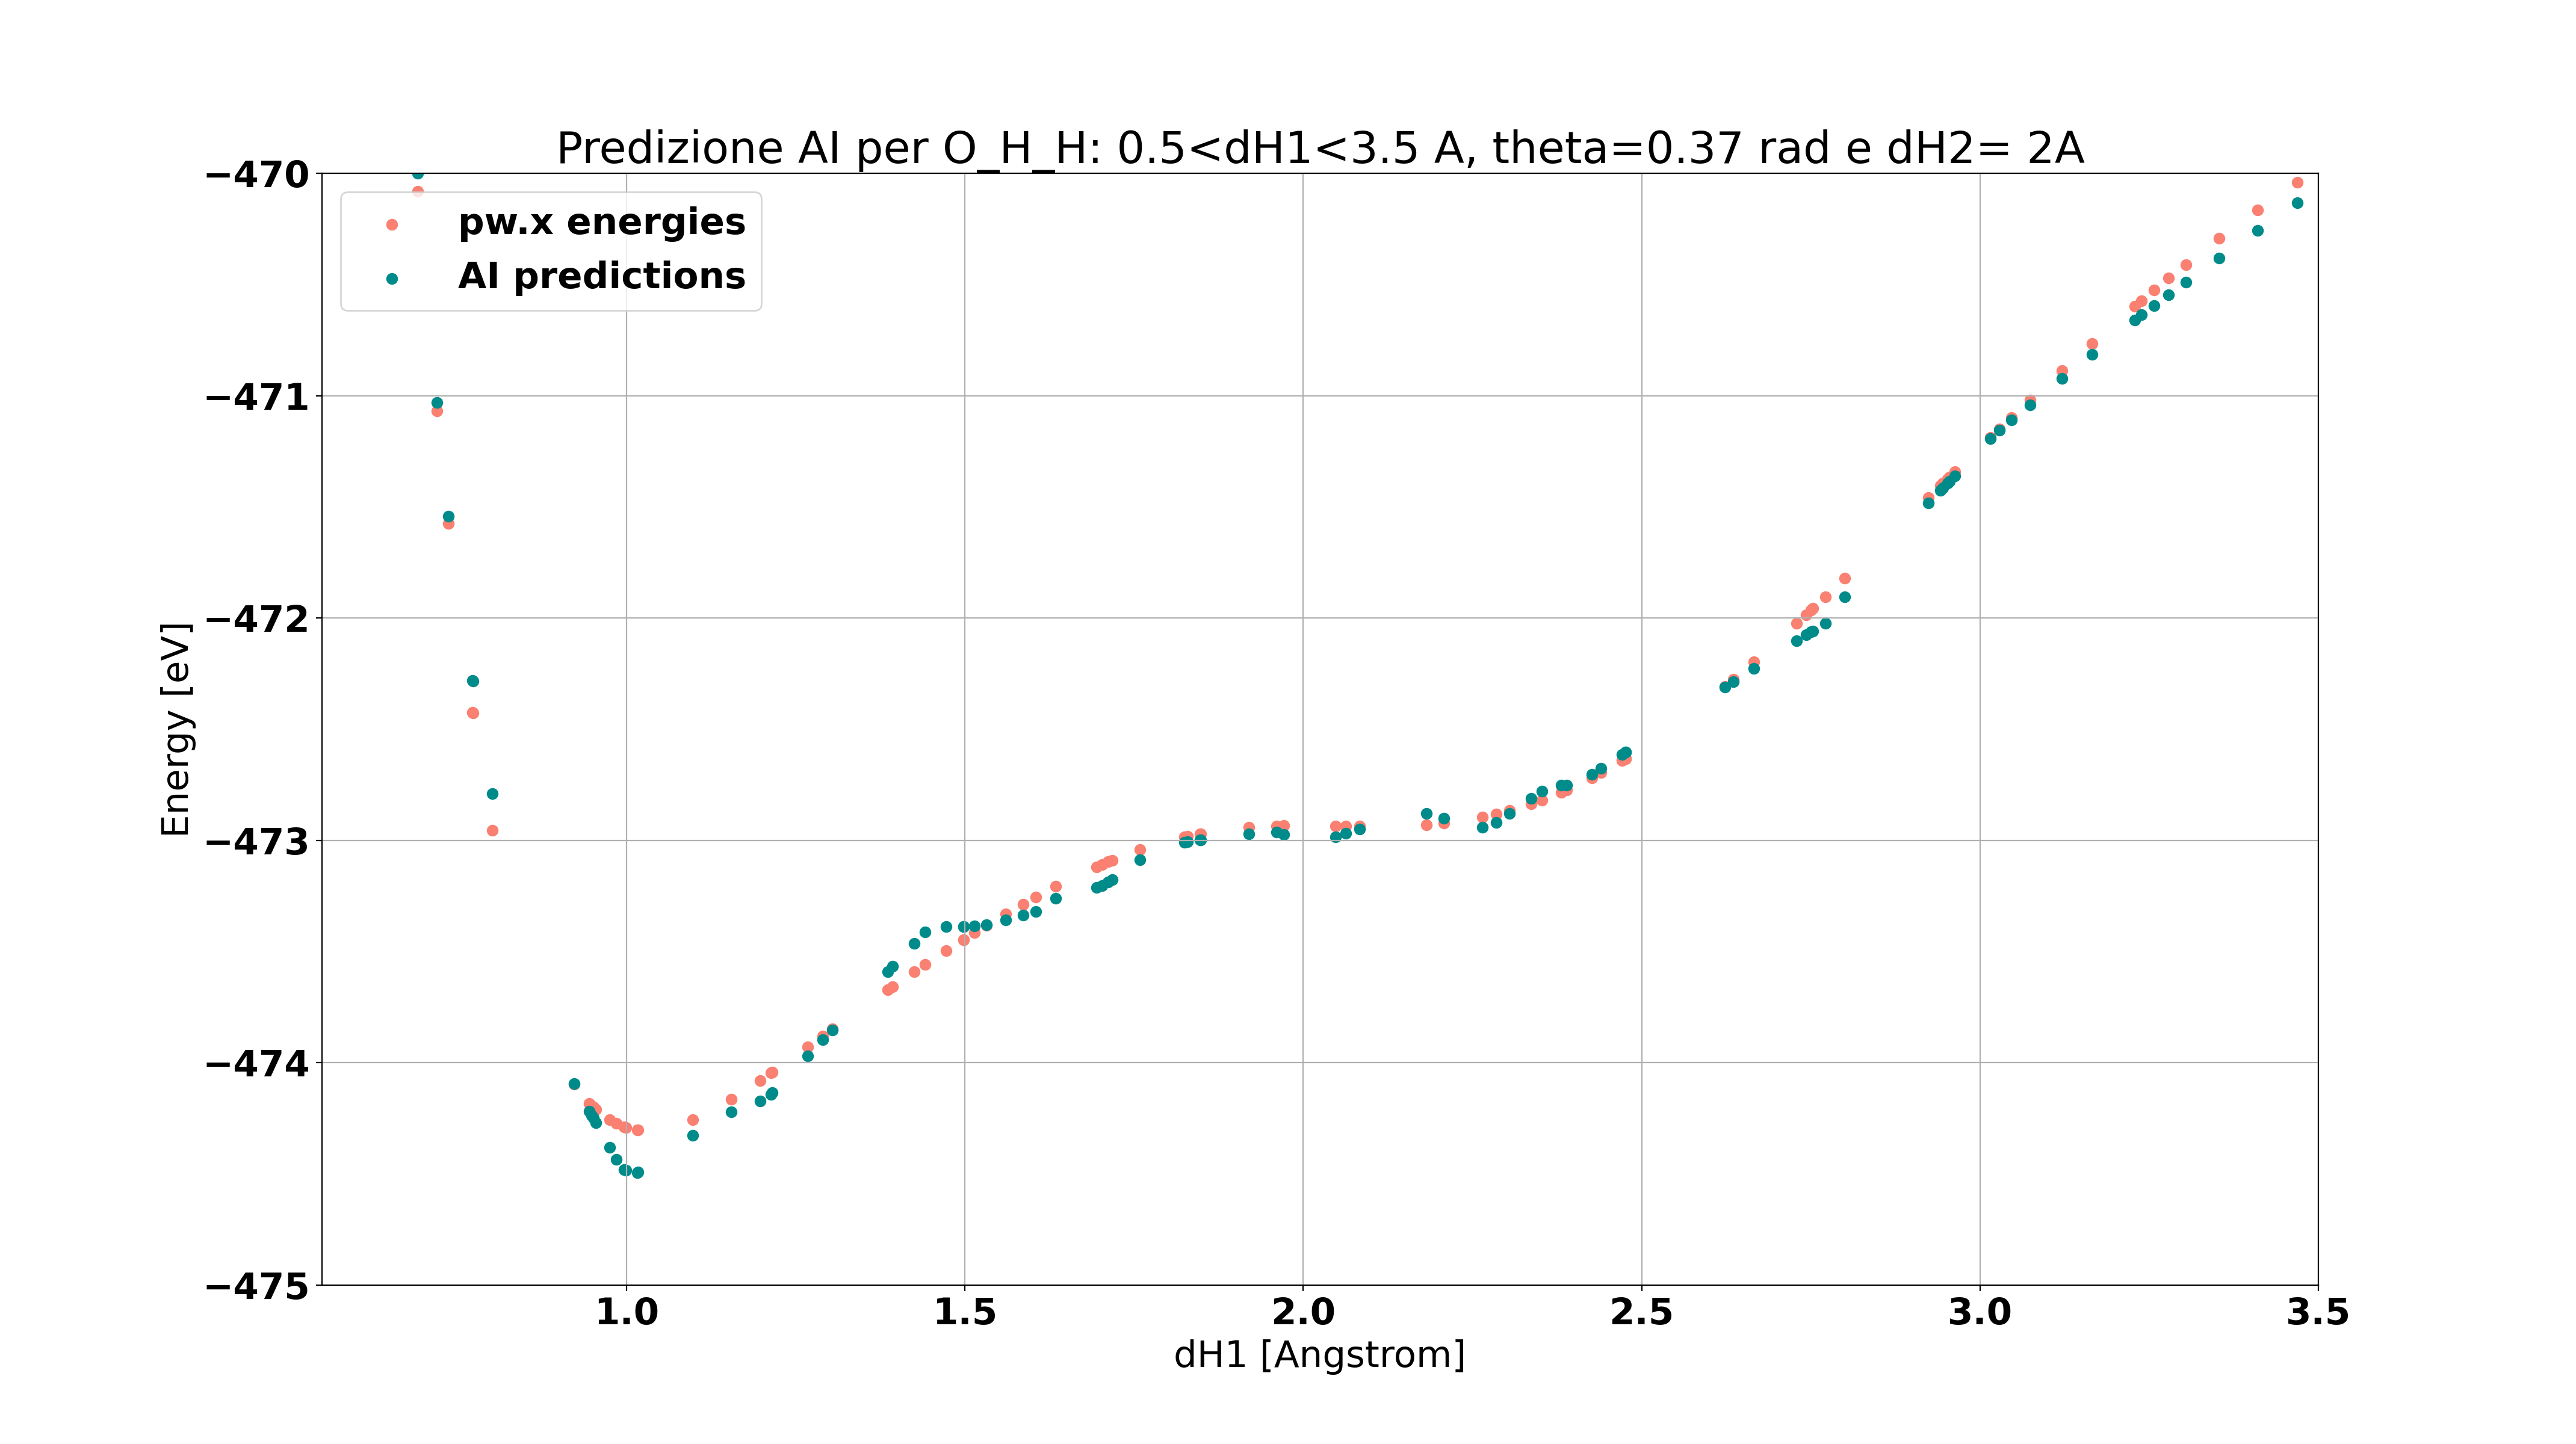 Predizione AI per O_H_H: 0.5<dH1<3.5 A, theta=0.37 rad e dH2= 2A
−470
pw.x energies
AI predictions
−471
−472
Energy [eV]
−473
−474
−475
1.0 1.5 2.0 2.5 3.0 3.5
dH1 [Angstrom]